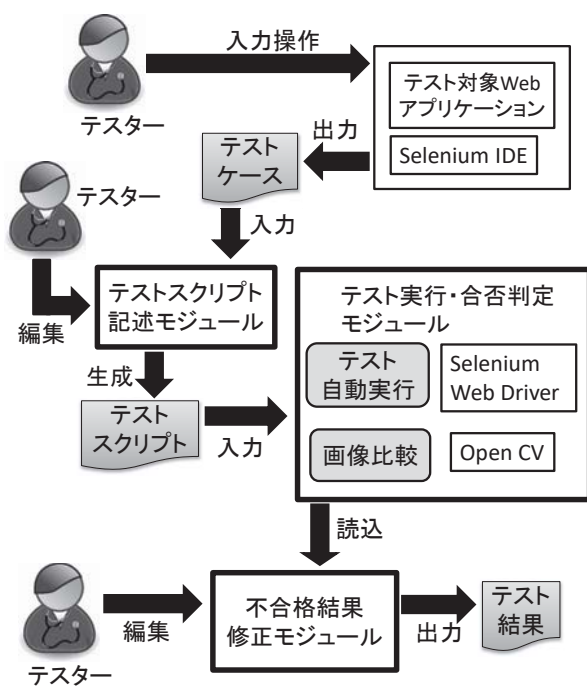 入力操作
テスト対象Web
アプリケーション
Selenium IDE
テスター
出力
テスト
ケース
テスター
入力
編集
テストスクリプト
記述モジュール
生成
テスト
スクリプト
入力
テスト実行・合否判定
モジュール
テスト
自動実行
Selenium
Web Driver
画像比較
Open CV
読込
テスター
編集
不合格結果
修正モジュール
出力
テスト
結果